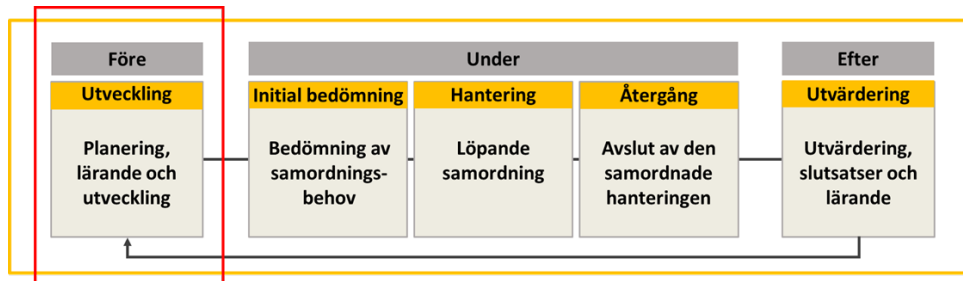 Före
Under
Efter
Utveckling
Initial bedömning
Hantering
Återgång
Utvärdering
Planering,
lärande och
utveckling
Bedömning av
samordnings-
behov
Löpande
samordning
Avslut av den
samordnade
hanteringen
Utvärdering,
slutsatser och
lärande